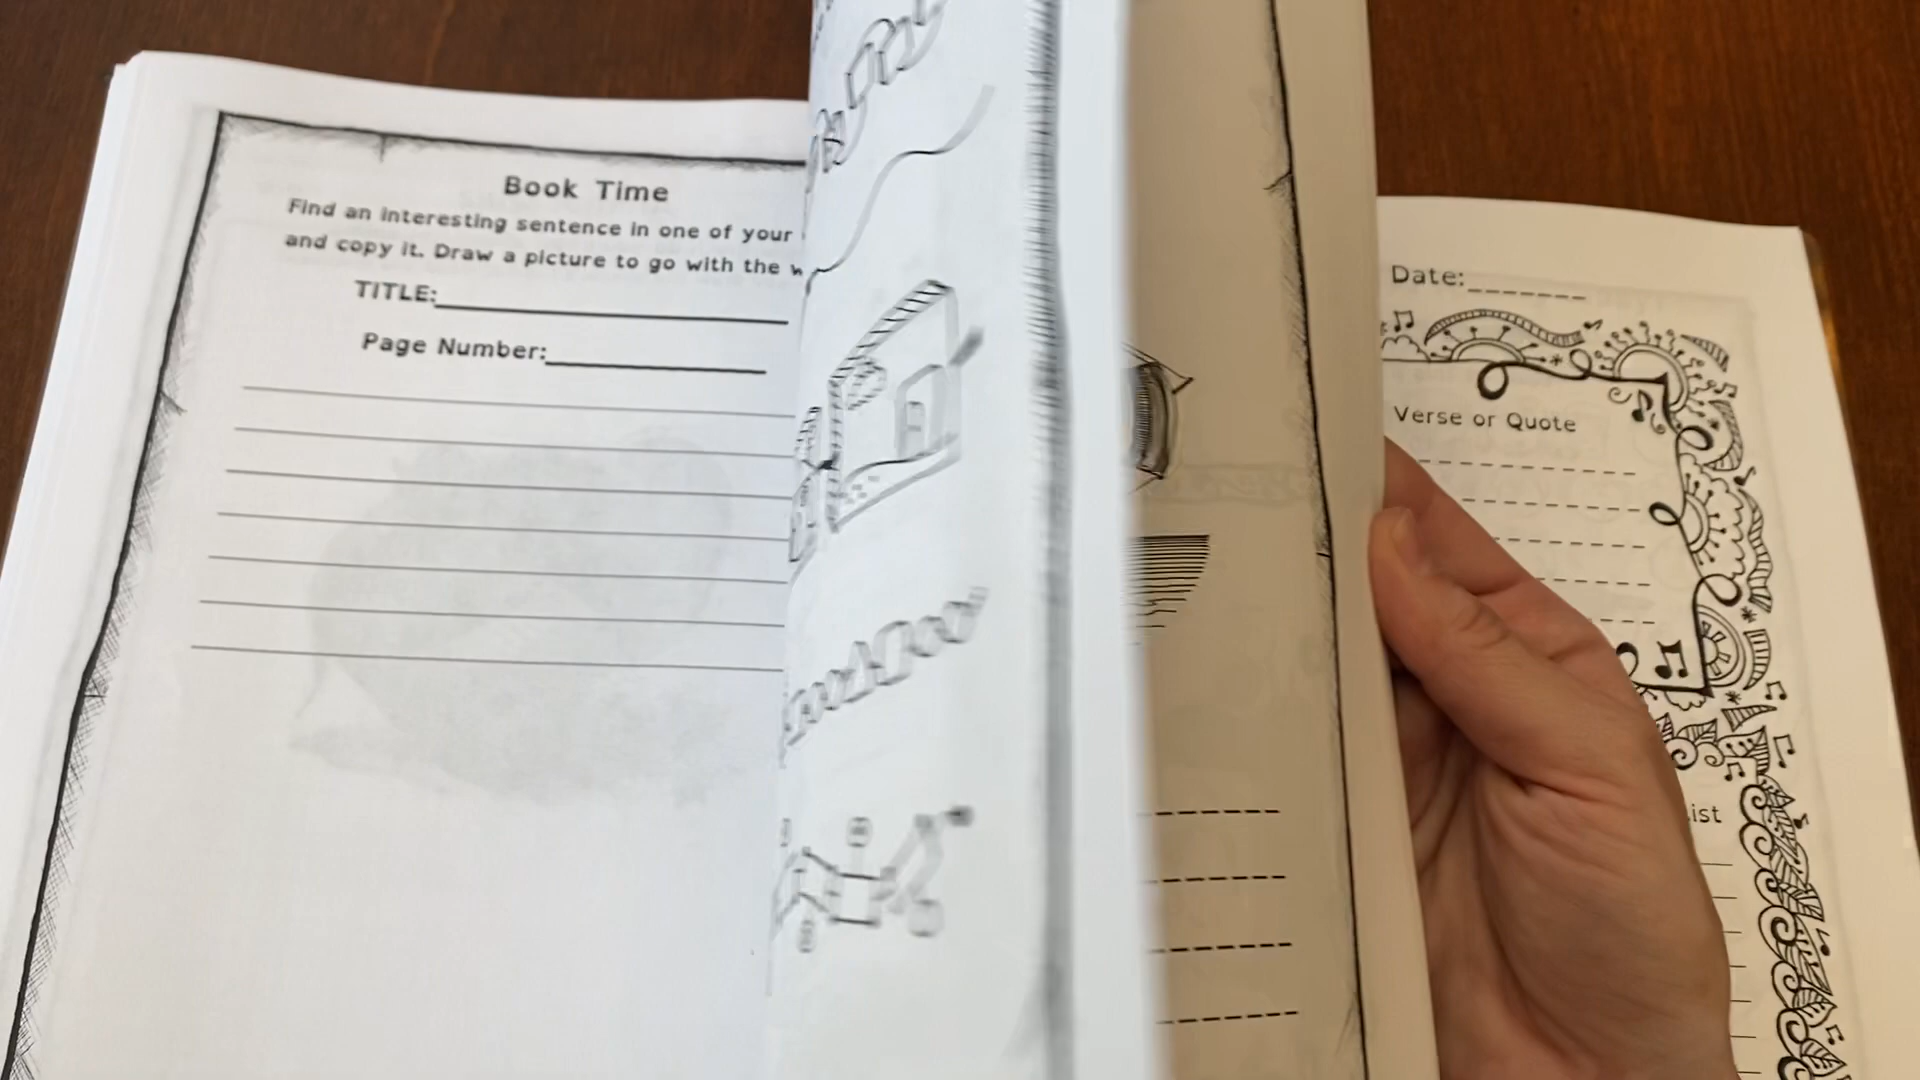 Book Time
Find an interesting sentence in one of your
and copy it. Draw a picture to go with the
TITLE:
Page Number:
Date:
Verse or Quote